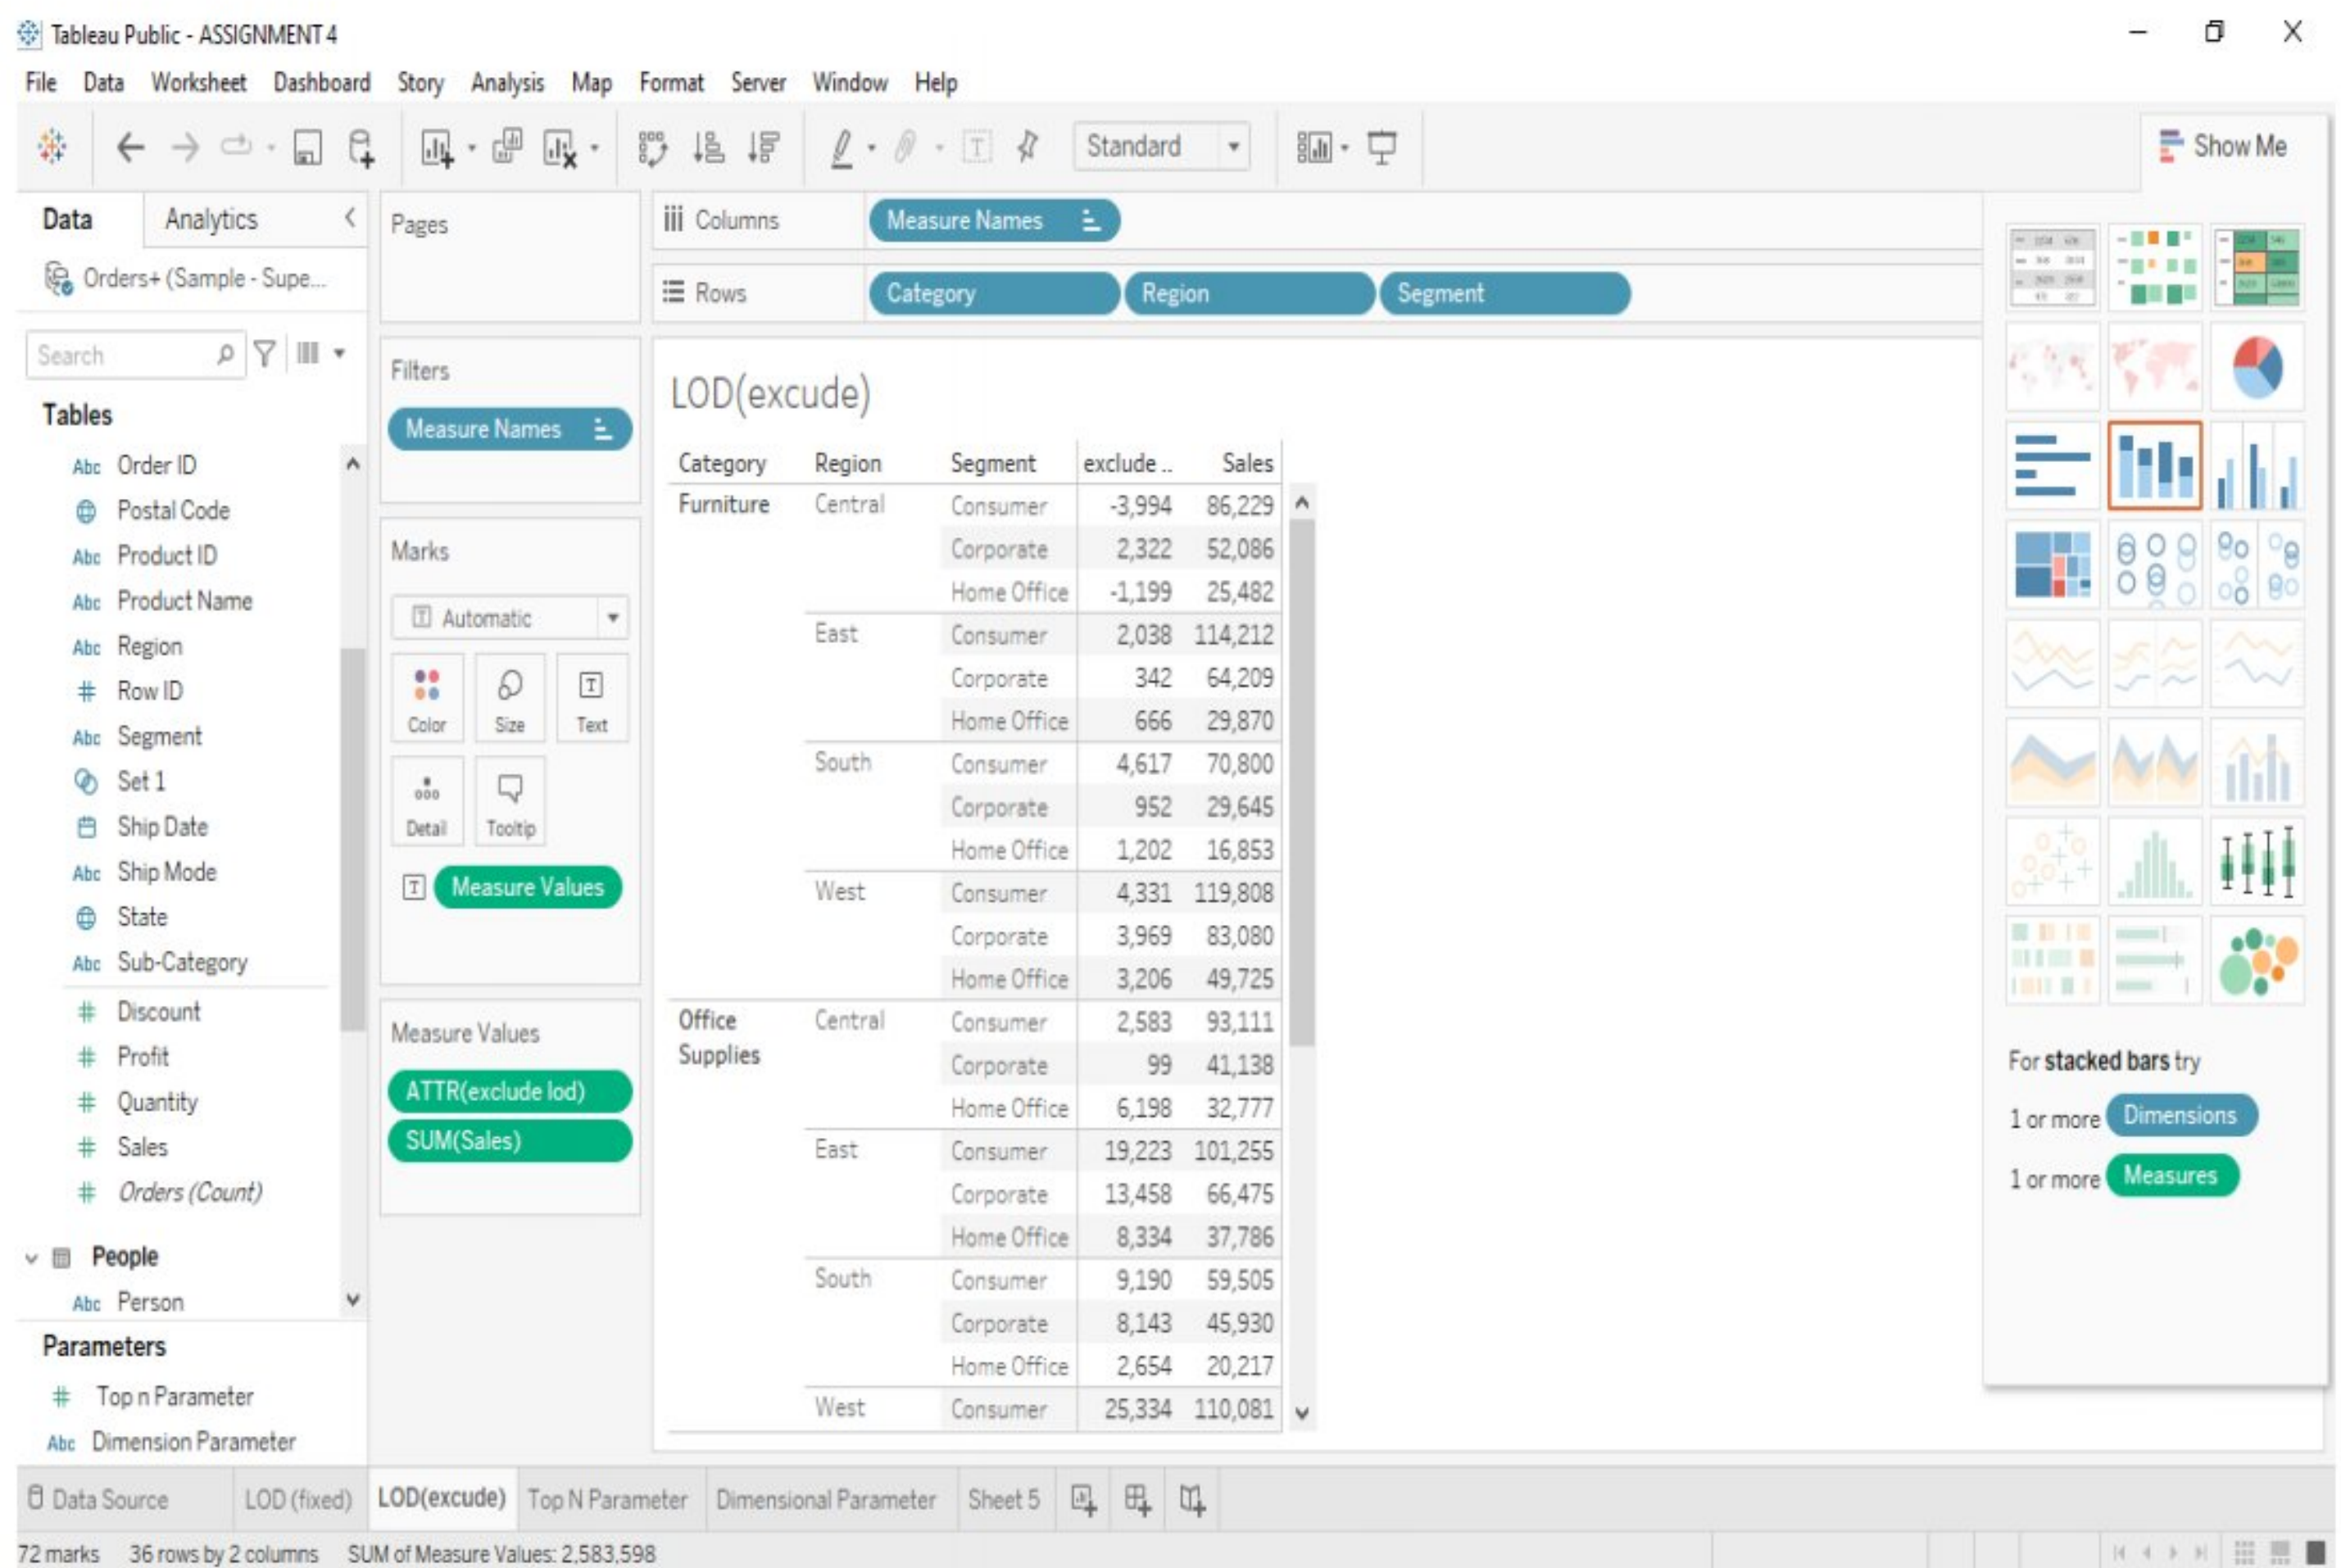 Tableau Public - ASSIGNMENT 4
File Data Worksheet Dashboard Story Analysis Map Format Server Window Help
Standard
Show Me
Data Analytics
Orders+ (Sample - Supe...
Search
Tables
Abc Order ID
Postal Code
Abc Product ID
Abc Product Name
Abc Region
# Row ID
Abc Segment
Set 1
Ship Date
Abc Ship Mode
State
Abc Sub-Category
# Discount
# Profit
# Quantity
# Sales
# Orders (Count)
People
Abc Person
Parameters
# Top n Parameter
Abc Dimension Parameter
Pages
Filters
Measure Names
Marks
Automatic
Color Size Text
Detail Tooltip
Measure Values
Measure Values
ATTR(exclude lod)
SUM(Sales)
Columns Measure Names
Rows Category Region Segment
LOD(excude)
Category Region Segment exclude .. Sales
Furniture Central Consumer -3,994 86,229
Corporate 2,322 52,086
Home Office -1,199 25,482
East Consumer 2,038 114,212
Corporate 342 64,209
Home Office 666 29,870
South Consumer 4,617 70,800
Corporate 952 29,645
Home Office 1,202 16,853
West Consumer 4,331 119,808
Corporate 3,969 83,080
Home Office 3,206 49,725
Office Supplies Central Consumer 2,583 93,111
Corporate 99 41,138
Home Office 6,198 32,777
East Consumer 19,223 101,255
Corporate 13,458 66,475
Home Office 8,334 37,786
South Consumer 9,190 59,505
Corporate 8,143 45,930
Home Office 2,654 20,217
West Consumer 25,334 110,081
For stacked bars try
1 or more Dimensions
1 or more Measures
Data Source LOD (fixed) LOD(excude) Top N Parameter Dimensional Parameter Sheet 5
72 marks 36 rows by 2 columns SUM of Measure Values: 2,583,598